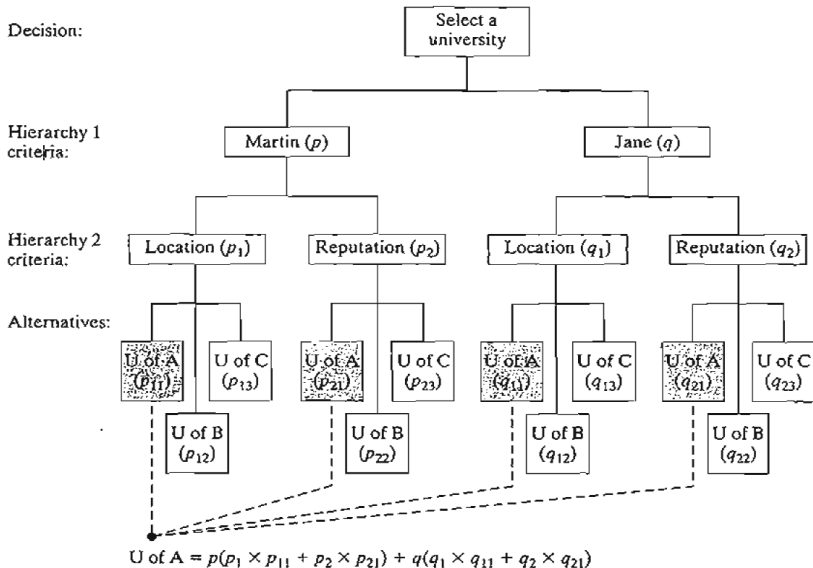 Decision:
Select a
university
Hierarchy 1
criteria:
Martin (p)
Jane (q)
Hierarchy 2
criteria:
Location (p₁)
Reputation (p₂)
Location (q₁)
Reputation (q₂)
Alternatives:
U of A
(p₁₁)
U of C
(p₁₃)
U of A
(p₂₁)
U of C
(p₂₃)
U of A
(q₁₁)
U of C
(q₁₃)
U of A
(q₂₁)
U of C
(q₂₃)
U of B
(p₁₂)
U of B
(p₂₂)
U of B
(q₁₂)
U of B
(q₂₂)
U of A = p(p₁ × p₁₁ + p₂ × p₂₁) + q(q₁ × q₁₁ + q₂ × q₂₁)